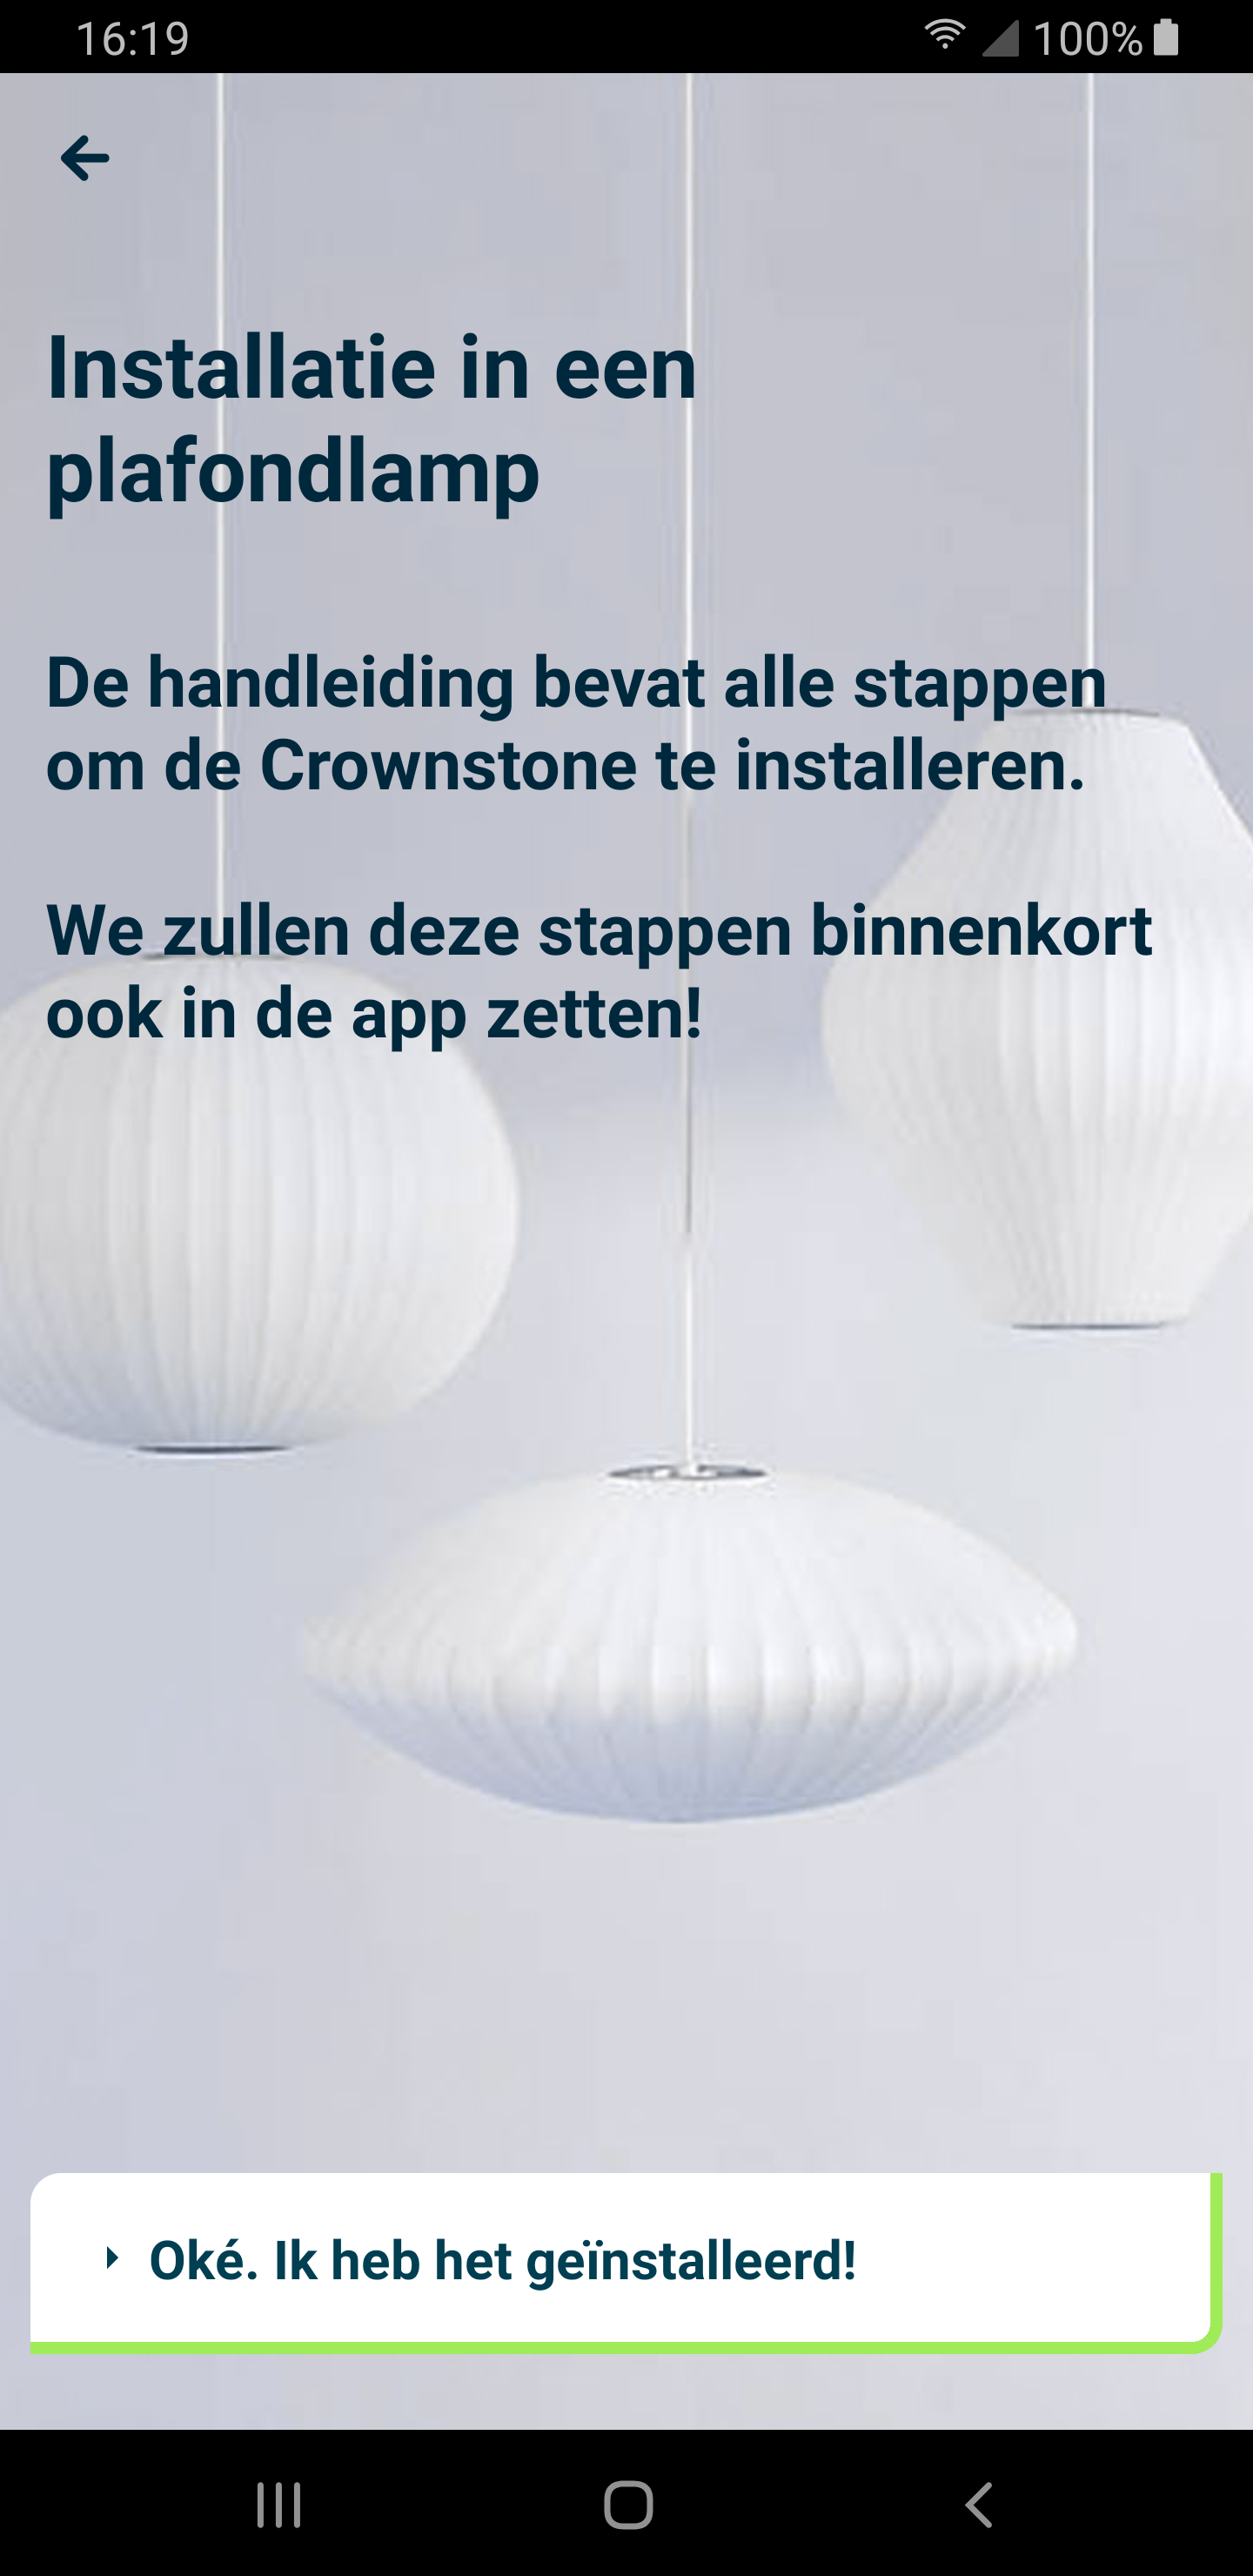 16:19
100%
Installatie in een
plafondlamp
De handleiding bevat alle stappen
om de Crownstone te installeren.
We zullen deze stappen binnenkort
ook in de app zetten!
Oké. Ik heb het geïnstalleerd!